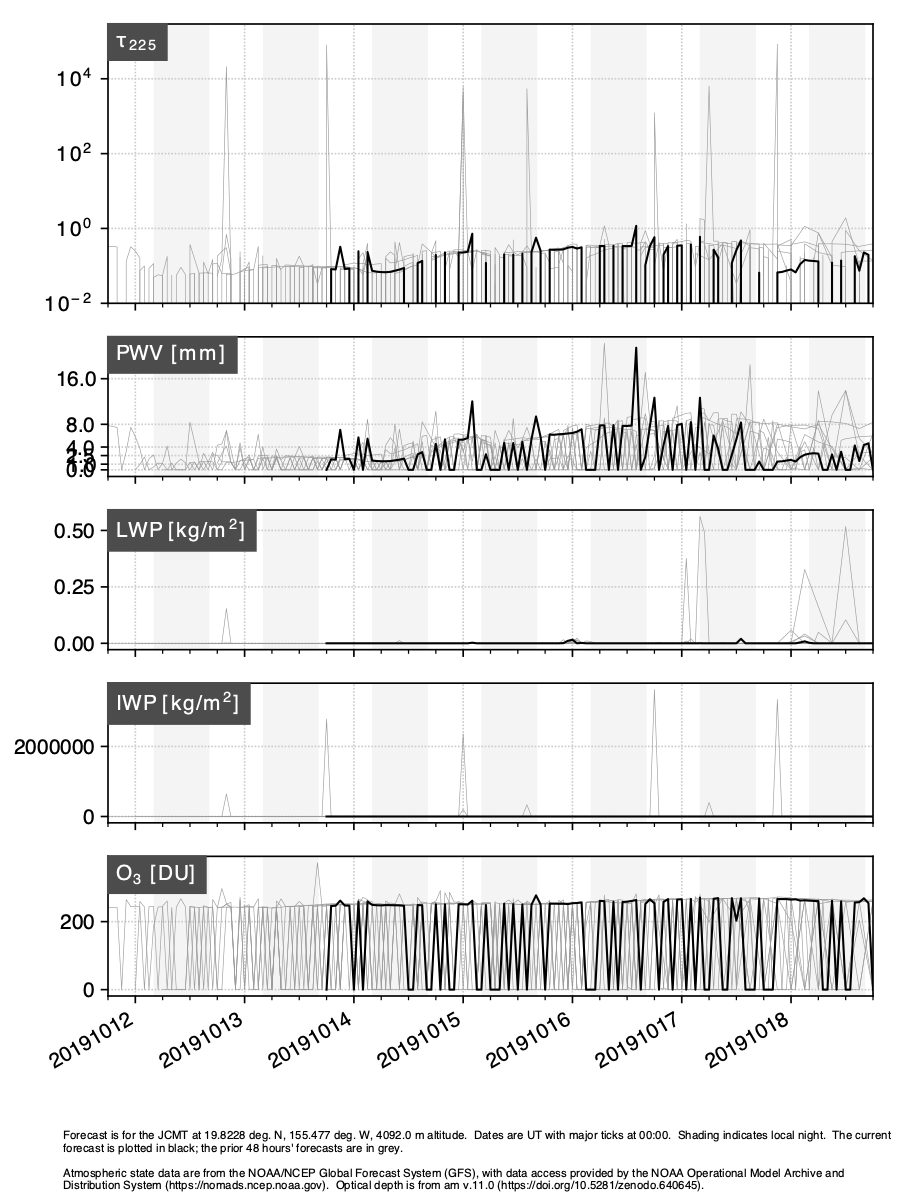 τ225
10⁴
10²
10⁰
10⁻²
PWV [mm]
16.0
8.0
4.0
0.0
LWP [kg/m²]
0.50
0.25
0.00
IWP [kg/m²]
2000000
0
O₃ [DU]
200
0
20191012 20191013 20191014 20191015 20191016 20191017 20191018
Forecast is for the JCMT at 19.8228 deg. N, 155.477 deg. W, 4092.0 m altitude. Dates are UT with major ticks at 00:00. Shading indicates local night. The current
forecast is plotted in black; the prior 48 hours' forecasts are in grey.
Atmospheric state data are from the NOAA/NCEP Global Forecast System (GFS), with data access provided by the NOAA Operational Model Archive and
Distribution System (https://nomads.ncep.noaa.gov). Optical depth is from am v.11.0 (https://doi.org/10.5281/zenodo.640645).